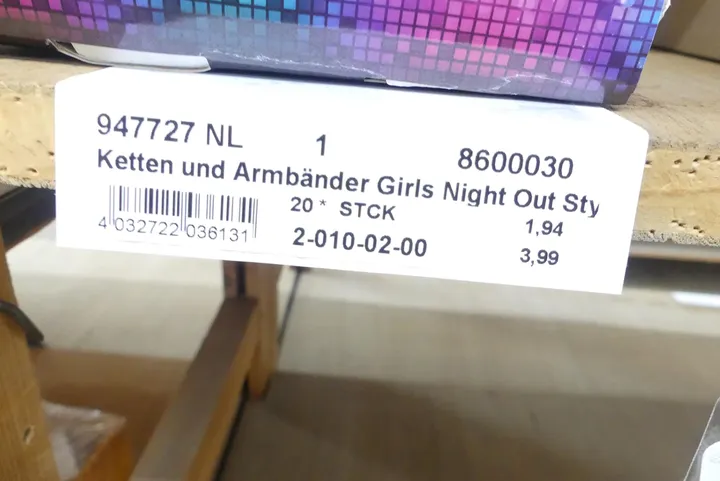 947727 NL 1 8600030
Ketten und Armbänder Girls Night Out Sty
20 * STCK 1,94
4 032722 036131 2-010-02-00 3,99